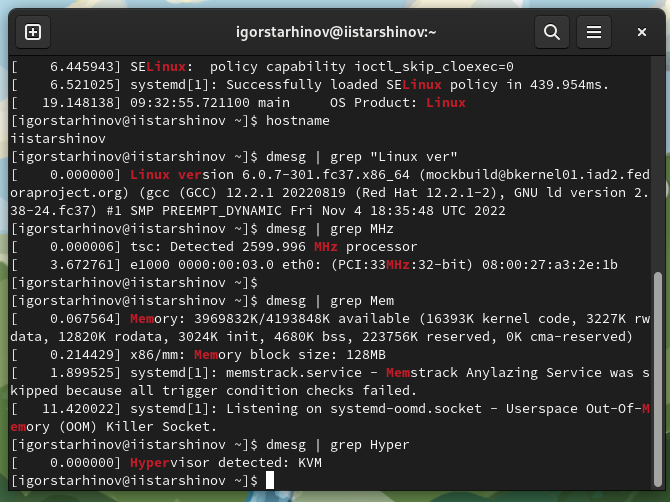 igorstarhinov@iistarshinov:~
[    6.445943] SELinux:  policy capability ioctl_skip_cloexec=0
[    6.521025] systemd[1]: Successfully loaded SELinux policy in 439.954ms.
[   19.148138] 09:32:55.721100 main     OS Product: Linux
[igorstarhinov@iistarshinov ~]$ hostname
iistarshinov
[igorstarhinov@iistarshinov ~]$ dmesg | grep "Linux ver"
[    0.000000] Linux version 6.0.7-301.fc37.x86_64 (mockbuild@bkernel01.iad2.fed
oraproject.org) (gcc (GCC) 12.2.1 20220819 (Red Hat 12.2.1-2), GNU ld version 2.
38-24.fc37) #1 SMP PREEMPT_DYNAMIC Fri Nov 4 18:35:48 UTC 2022
[igorstarhinov@iistarshinov ~]$ dmesg | grep MHz
[    0.000006] tsc: Detected 2599.996 MHz processor
[    3.672761] e1000 0000:00:03.0 eth0: (PCI:33MHz:32-bit) 08:00:27:a3:2e:1b
[igorstarhinov@iistarshinov ~]$
[igorstarhinov@iistarshinov ~]$ dmesg | grep Mem
[    0.067564] Memory: 3969832K/4193848K available (16393K kernel code, 3227K rw
data, 12820K rodata, 3024K init, 4680K bss, 223756K reserved, 0K cma-reserved)
[    0.214429] x86/mm: Memory block size: 128MB
[    1.899525] systemd[1]: memstrack.service - Memstrack Anylazing Service was s
kipped because all trigger condition checks failed.
[   11.420022] systemd[1]: Listening on systemd-oomd.socket - Userspace Out-Of-M
emory (OOM) Killer Socket.
[igorstarhinov@iistarshinov ~]$ dmesg | grep Hyper
[    0.000000] Hypervisor detected: KVM
[igorstarhinov@iistarshinov ~]$